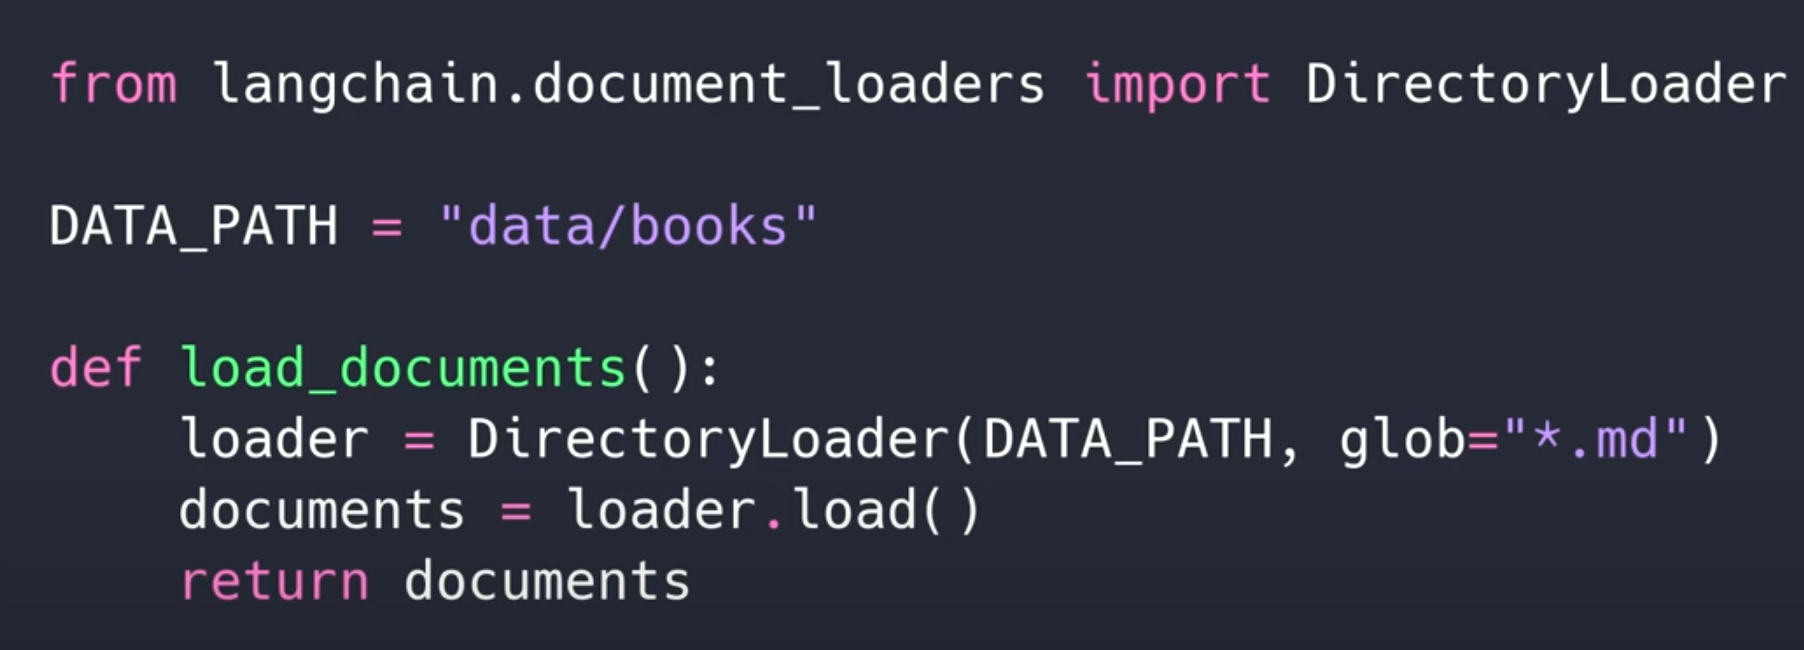 from langchain.document_loaders import DirectoryLoader
DATA_PATH = "data/books"
def load_documents():
    loader = DirectoryLoader(DATA_PATH, glob="*.md")
    documents = loader.load()
    return documents